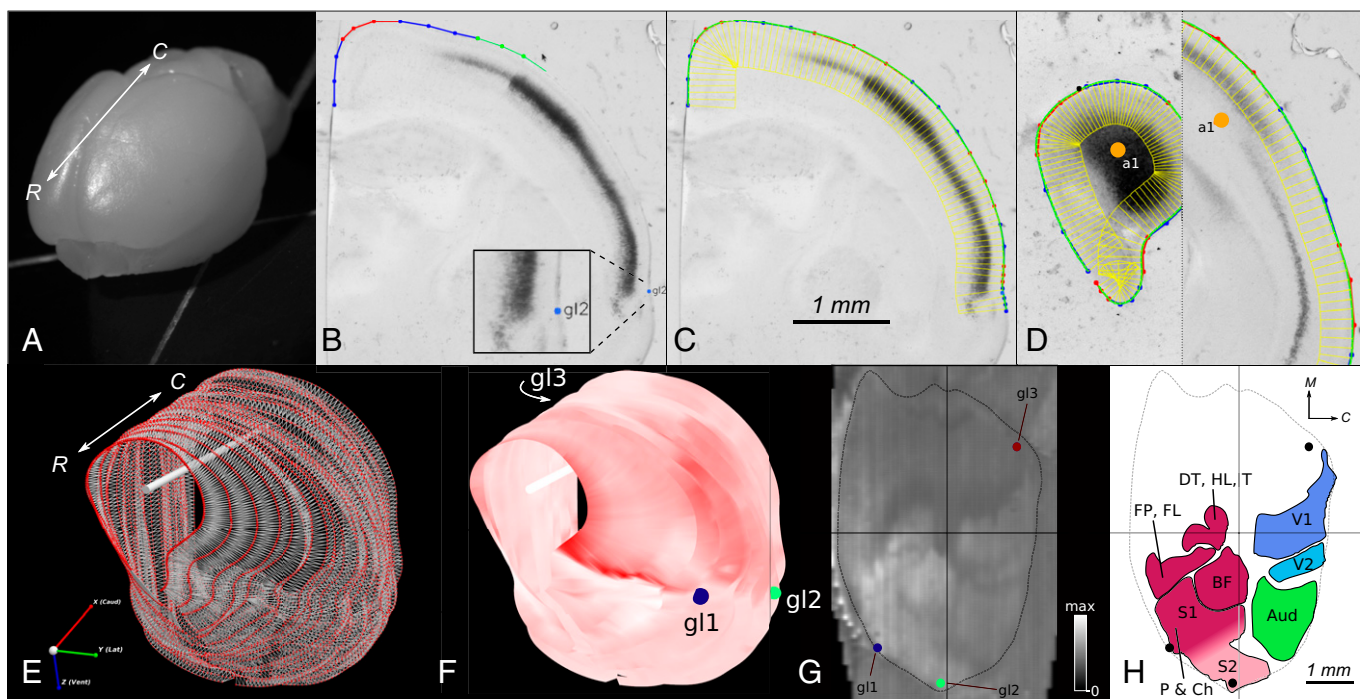 C
R
A
gl2
gl2
B
1 mm
C
a1
a1
D
C
R
X (Caud)
Y (Lat)
Z (Vent)
E
gl3
gl1
gl2
F
gl3
max
0
gl1
gl2
G
M
C
DT, HL, T
FP, FL
V1
V2
BF
S1
Aud
S2
P & Ch
1 mm
H